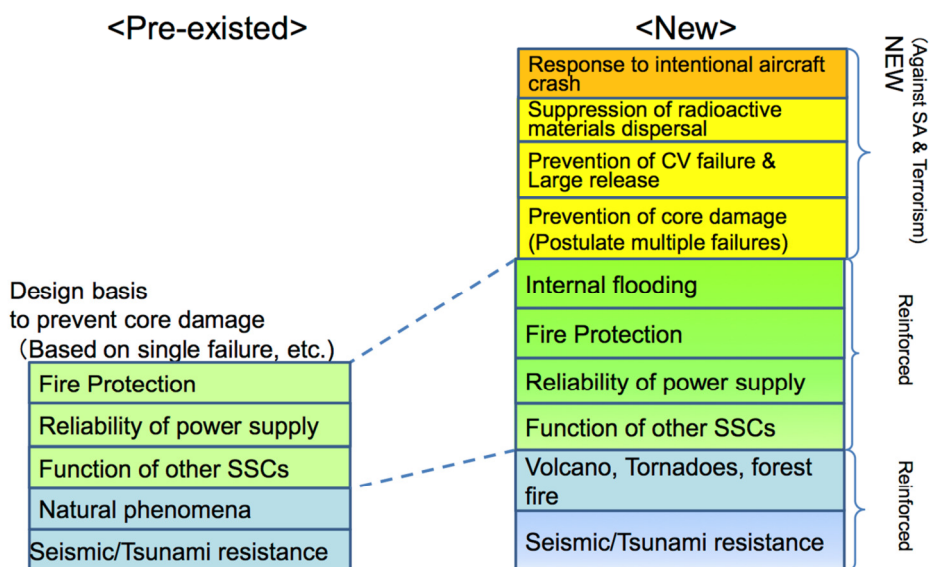 <Pre-existed>
Design basis
to prevent core damage
（Based on single failure, etc.）
Fire Protection
Reliability of power supply
Function of other SSCs
Natural phenomena
Seismic/Tsunami resistance
<New>
Response to intentional aircraft
crash
Suppression of radioactive
materials dispersal
Prevention of CV failure &
Large release
Prevention of core damage
(Postulate multiple failures)
Internal flooding
Fire Protection
Reliability of power supply
Function of other SSCs
Volcano, Tornadoes, forest
fire
Seismic/Tsunami resistance
（Against SA & Terrorism）
NEW
Reinforced
Reinforced